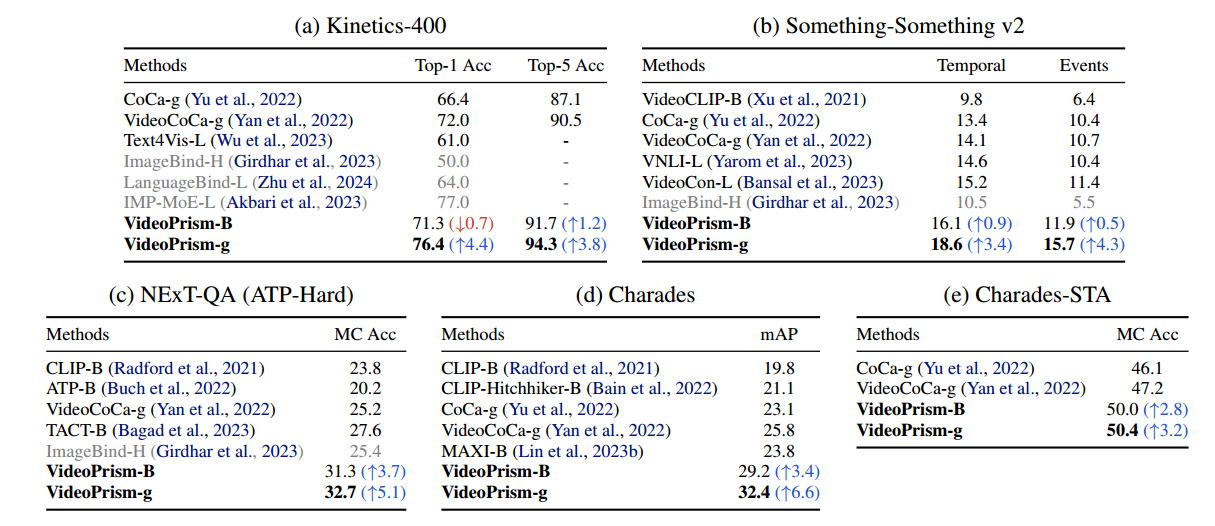 (a) Kinetics-400
Methods Top-1 Acc Top-5 Acc
CoCa-g (Yu et al., 2022) 66.4 87.1
VideoCoCa-g (Yan et al., 2022) 72.0 90.5
Text4Vis-L (Wu et al., 2023) 61.0 -
ImageBind-H (Girdhar et al., 2023) 50.0 -
LanguageBind-L (Zhu et al., 2024) 64.0 -
IMP-MoE-L (Akbari et al., 2023) 77.0 -
VideoPrism-B 71.3 (↓0.7) 91.7 (↑1.2)
VideoPrism-g 76.4 (↑4.4) 94.3 (↑3.8)
(b) Something-Something v2
Methods Temporal Events
VideoCLIP-B (Xu et al., 2021) 9.8 6.4
CoCa-g (Yu et al., 2022) 13.4 10.4
VideoCoCa-g (Yan et al., 2022) 14.1 10.7
VNLI-L (Yarom et al., 2023) 14.6 10.4
VideoCon-L (Bansal et al., 2023) 15.2 11.4
ImageBind-H (Girdhar et al., 2023) 10.5 5.5
VideoPrism-B 16.1 (↑0.9) 11.9 (↑0.5)
VideoPrism-g 18.6 (↑3.4) 15.7 (↑4.3)
(c) NExT-QA (ATP-Hard)
Methods MC Acc
CLIP-B (Radford et al., 2021) 23.8
ATP-B (Buch et al., 2022) 20.2
VideoCoCa-g (Yan et al., 2022) 25.2
TACT-B (Bagad et al., 2023) 27.6
ImageBind-H (Girdhar et al., 2023) 25.4
VideoPrism-B 31.3 (↑3.7)
VideoPrism-g 32.7 (↑5.1)
(d) Charades
Methods mAP
CLIP-B (Radford et al., 2021) 19.8
CLIP-Hitchhiker-B (Bain et al., 2022) 21.1
CoCa-g (Yu et al., 2022) 23.1
VideoCoCa-g (Yan et al., 2022) 25.8
MAXI-B (Lin et al., 2023b) 23.8
VideoPrism-B 29.2 (↑3.4)
VideoPrism-g 32.4 (↑6.6)
(e) Charades-STA
Methods MC Acc
CoCa-g (Yu et al., 2022) 46.1
VideoCoCa-g (Yan et al., 2022) 47.2
VideoPrism-B 50.0 (↑2.8)
VideoPrism-g 50.4 (↑3.2)